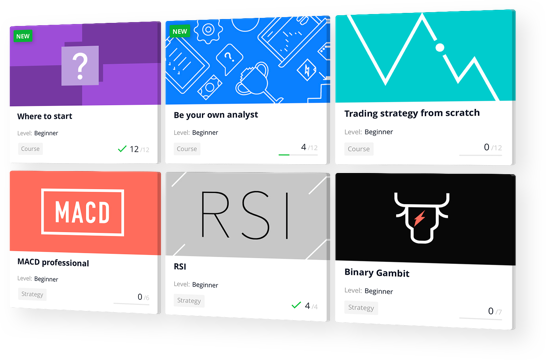 NEW
?
Where to start
Level: Beginner
Course
12 /12
NEW
?
Be your own analyst
Level: Beginner
Course
4 /12
Trading strategy from scratch
Level: Beginner
Course
0 /12
MACD
MACD professional
Level: Beginner
Strategy
0 /6
RSI
RSI
Level: Beginner
Strategy
4 /4
Binary Gambit
Level: Beginner
Strategy
0 /7